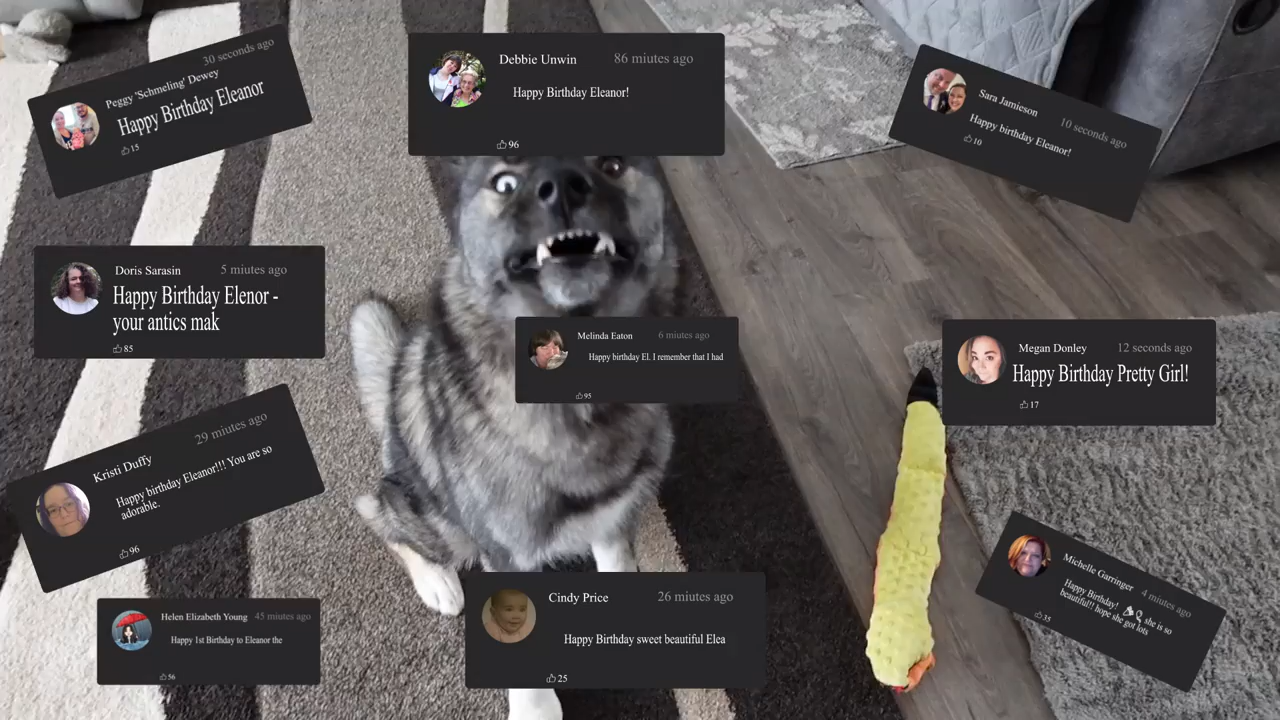 30 seconds ago
Peggy 'Schmeling' Dewey
Happy Birthday Eleanor
15
Debbie Unwin
86 miutes ago
Happy Birthday Eleanor!
96
Sara Jamieson
10 seconds ago
Happy birthday Eleanor!
10
Doris Sarasin
5 miutes ago
Happy Birthday Elenor -
your antics mak
85
Melinda Eaton
6 miutes ago
Happy birthday El. I remember that I had
95
Megan Donley
12 seconds ago
Happy Birthday Pretty Girl!
17
Kristi Duffy
29 miutes ago
Happy birthday Eleanor!!! You are so
adorable.
96
Helen Elizabeth Young
45 miutes ago
Happy 1st Birthday to Eleanor the
56
Cindy Price
26 miutes ago
Happy Birthday sweet beautiful Elea
25
Michelle Garringer
4 miutes ago
Happy Birthday! she is so
beautiful!! hope she got lots
35